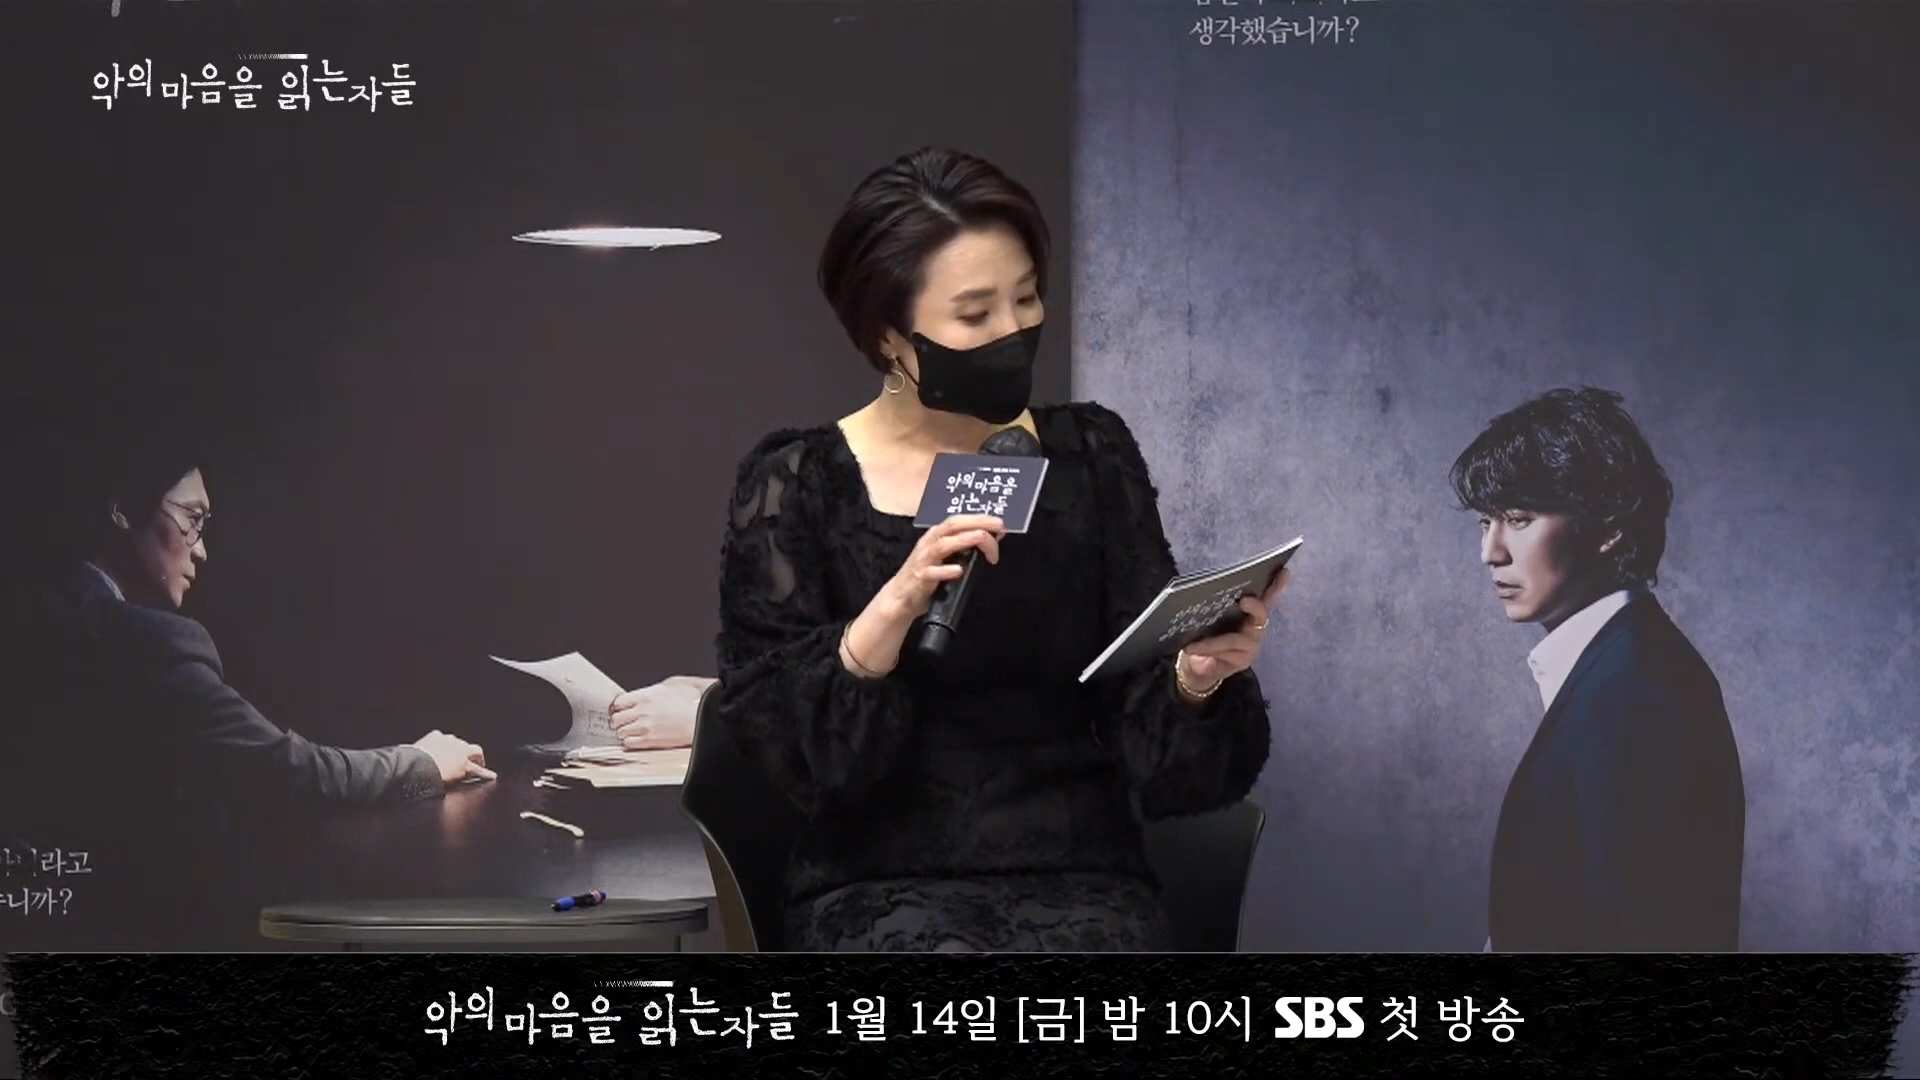 생각했습니까?
악의 마음을 읽는 자들
악의 마음을
읽는 자들
라고
니까?
악의 마음을 읽는 자들 1월 14일 [금] 밤 10시 SBS 첫 방송